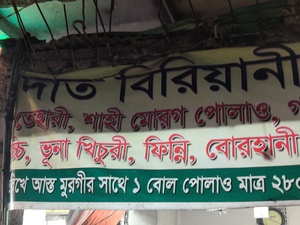 দাত বিরিয়ানী
তেহারী, শাহী মোরগ পোলাও,
ভূনা খিচুরী, ফিন্নি, বোরহানী
আস্ত মুরগীর সাথে ১ বোল পোলাও মাত্র ২৮০